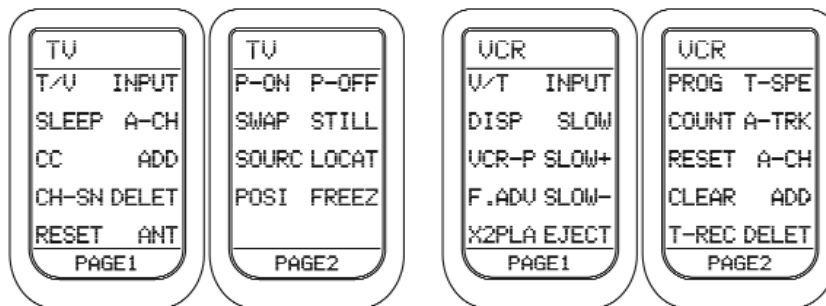 TV
T/V INPUT
SLEEP A-CH
CC ADD
CH-SN DELET
RESET ANT
PAGE1
TV
P-ON P-OFF
SWAP STILL
SOURC LOCAT
POSI FREEZ
PAGE2
VCR
V/T INPUT
DISP SLOW
VCR-P SLOW+
F.ADV SLOW-
X2PLA EJECT
PAGE1
VCR
PROG T-SPE
COUNT A-TRK
RESET A-CH
CLEAR ADD
T-REC DELET
PAGE2